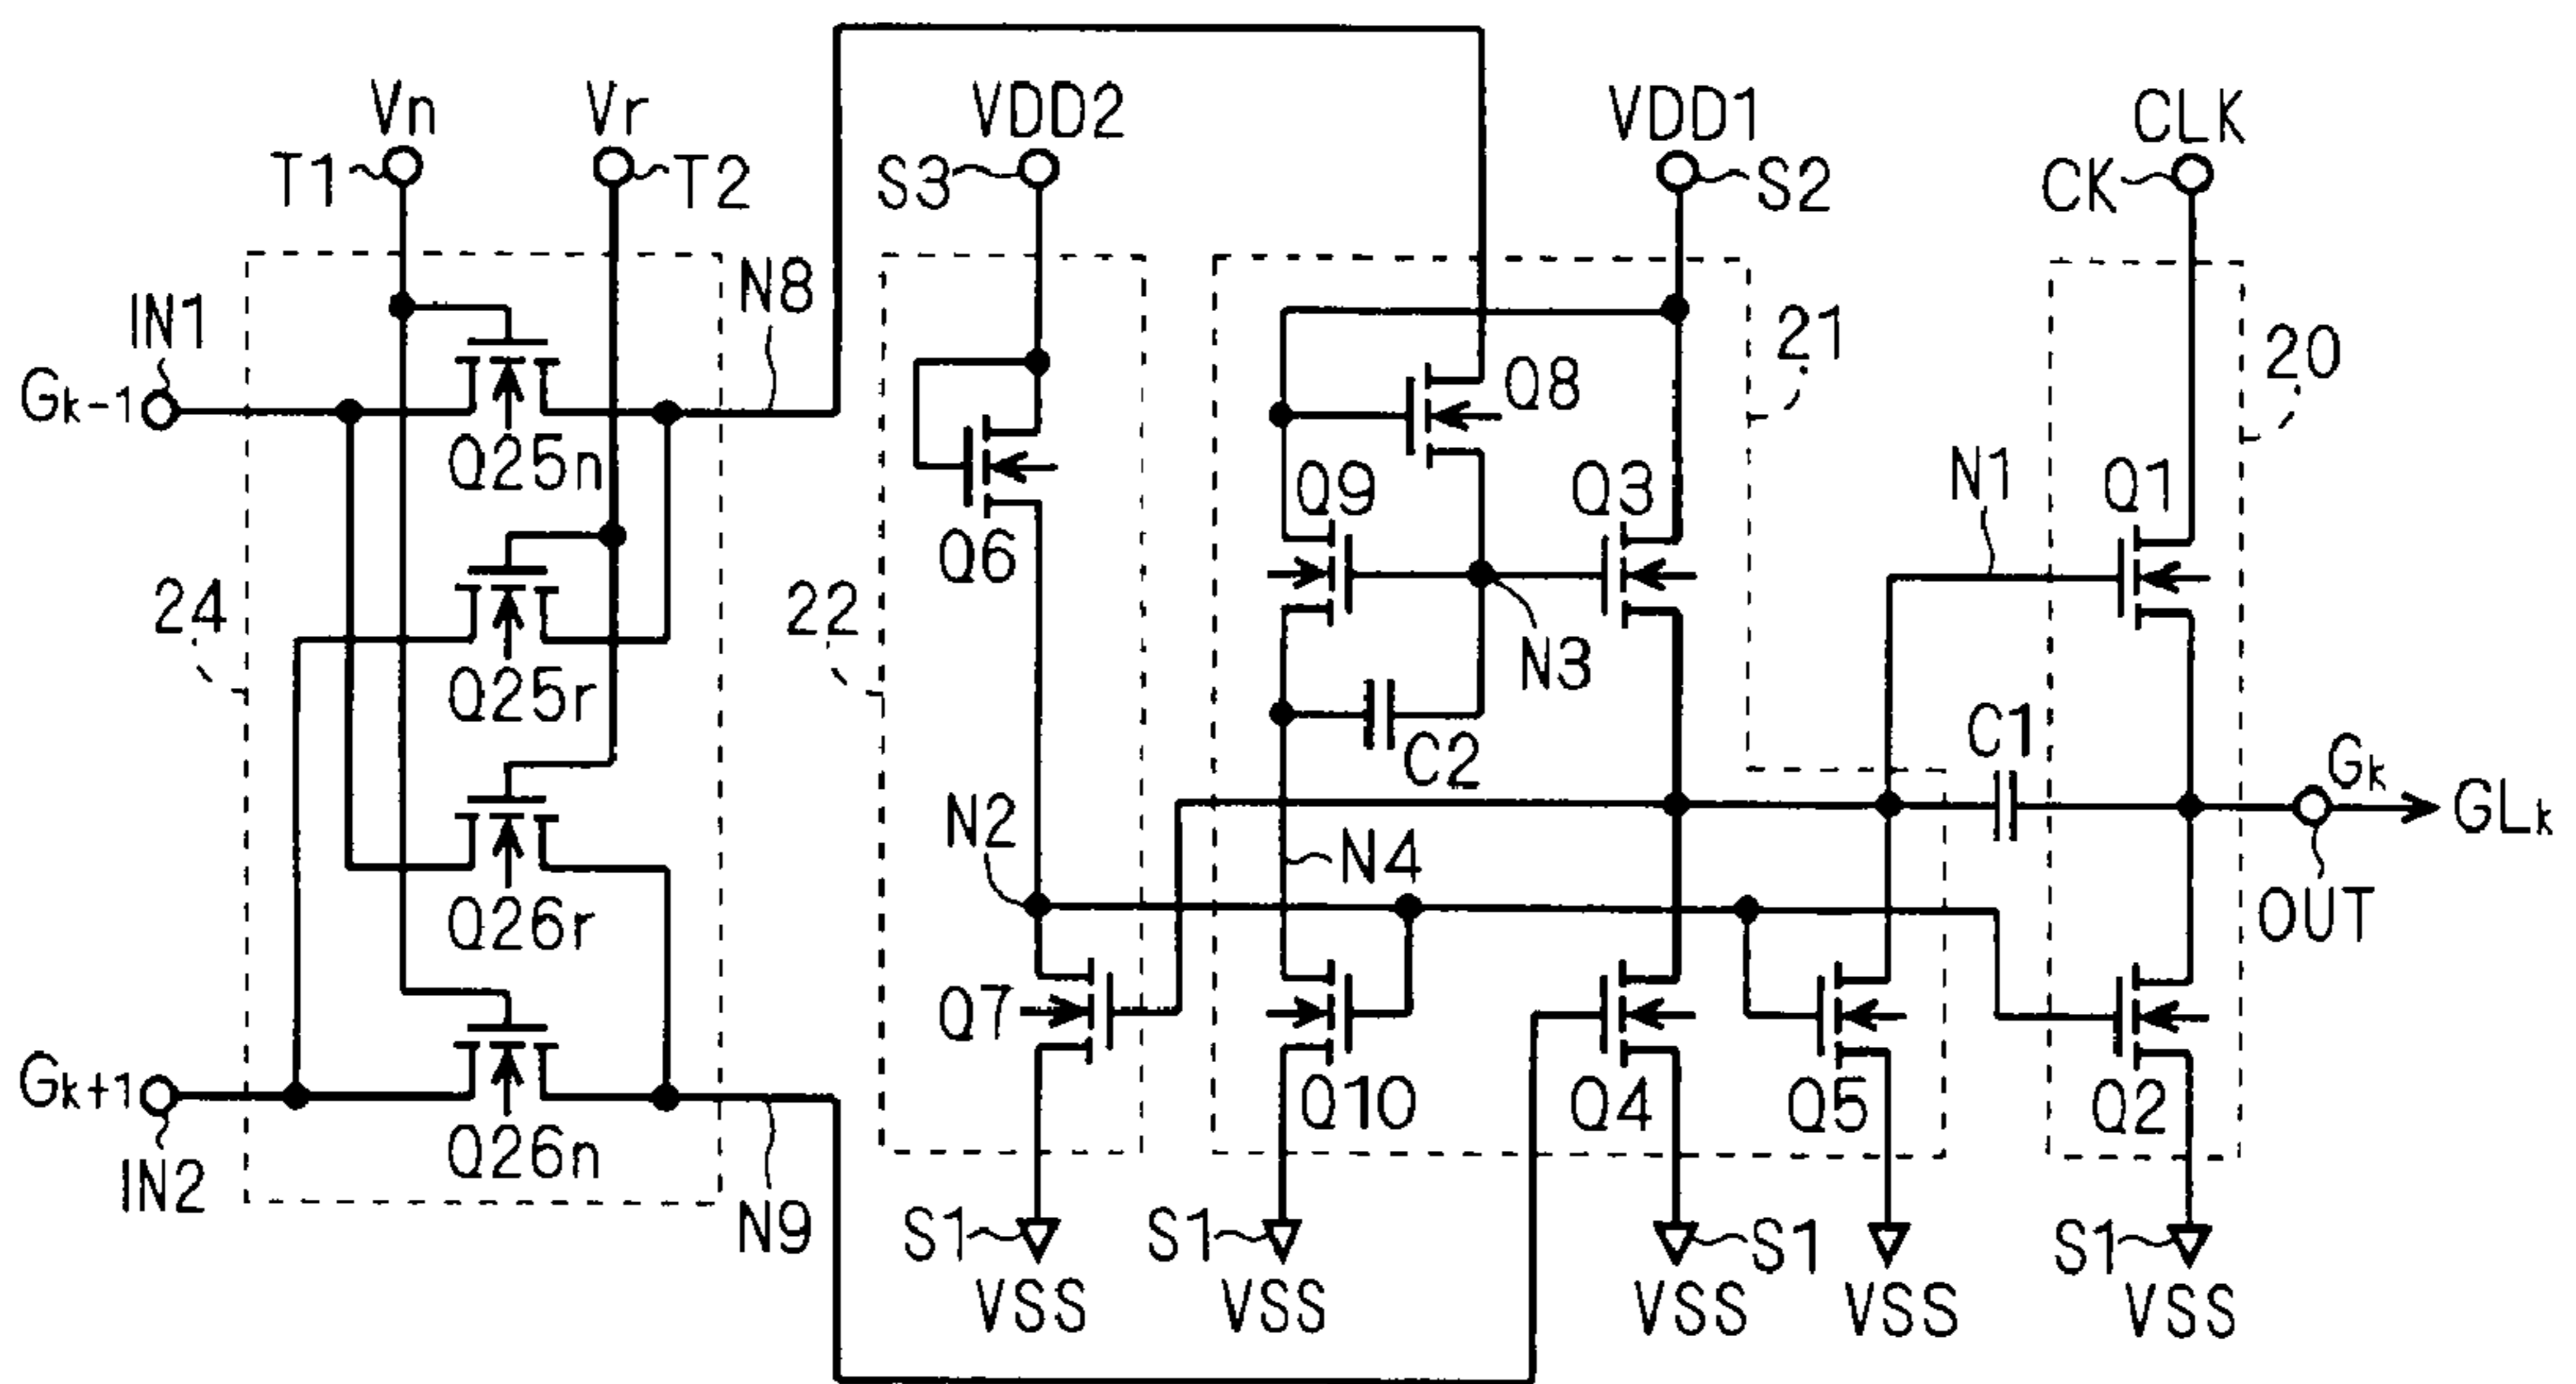 Vn
Vr
VDD2
VDD1
CLK
T1
T2
S3
S2
CK
IN1
N8
21
20
Gk-1
Q25n
Q8
Q9
Q3
N1
Q1
Q6
24
22
Q25r
N3
C2
C1
Gk
GLk
N2
N4
Q26r
OUT
Q7
Gk+1
Q10
Q4
Q5
Q2
IN2
Q26n
N9
S1
S1
S1
S1
VSS
VSS
VSS
VSS
VSS